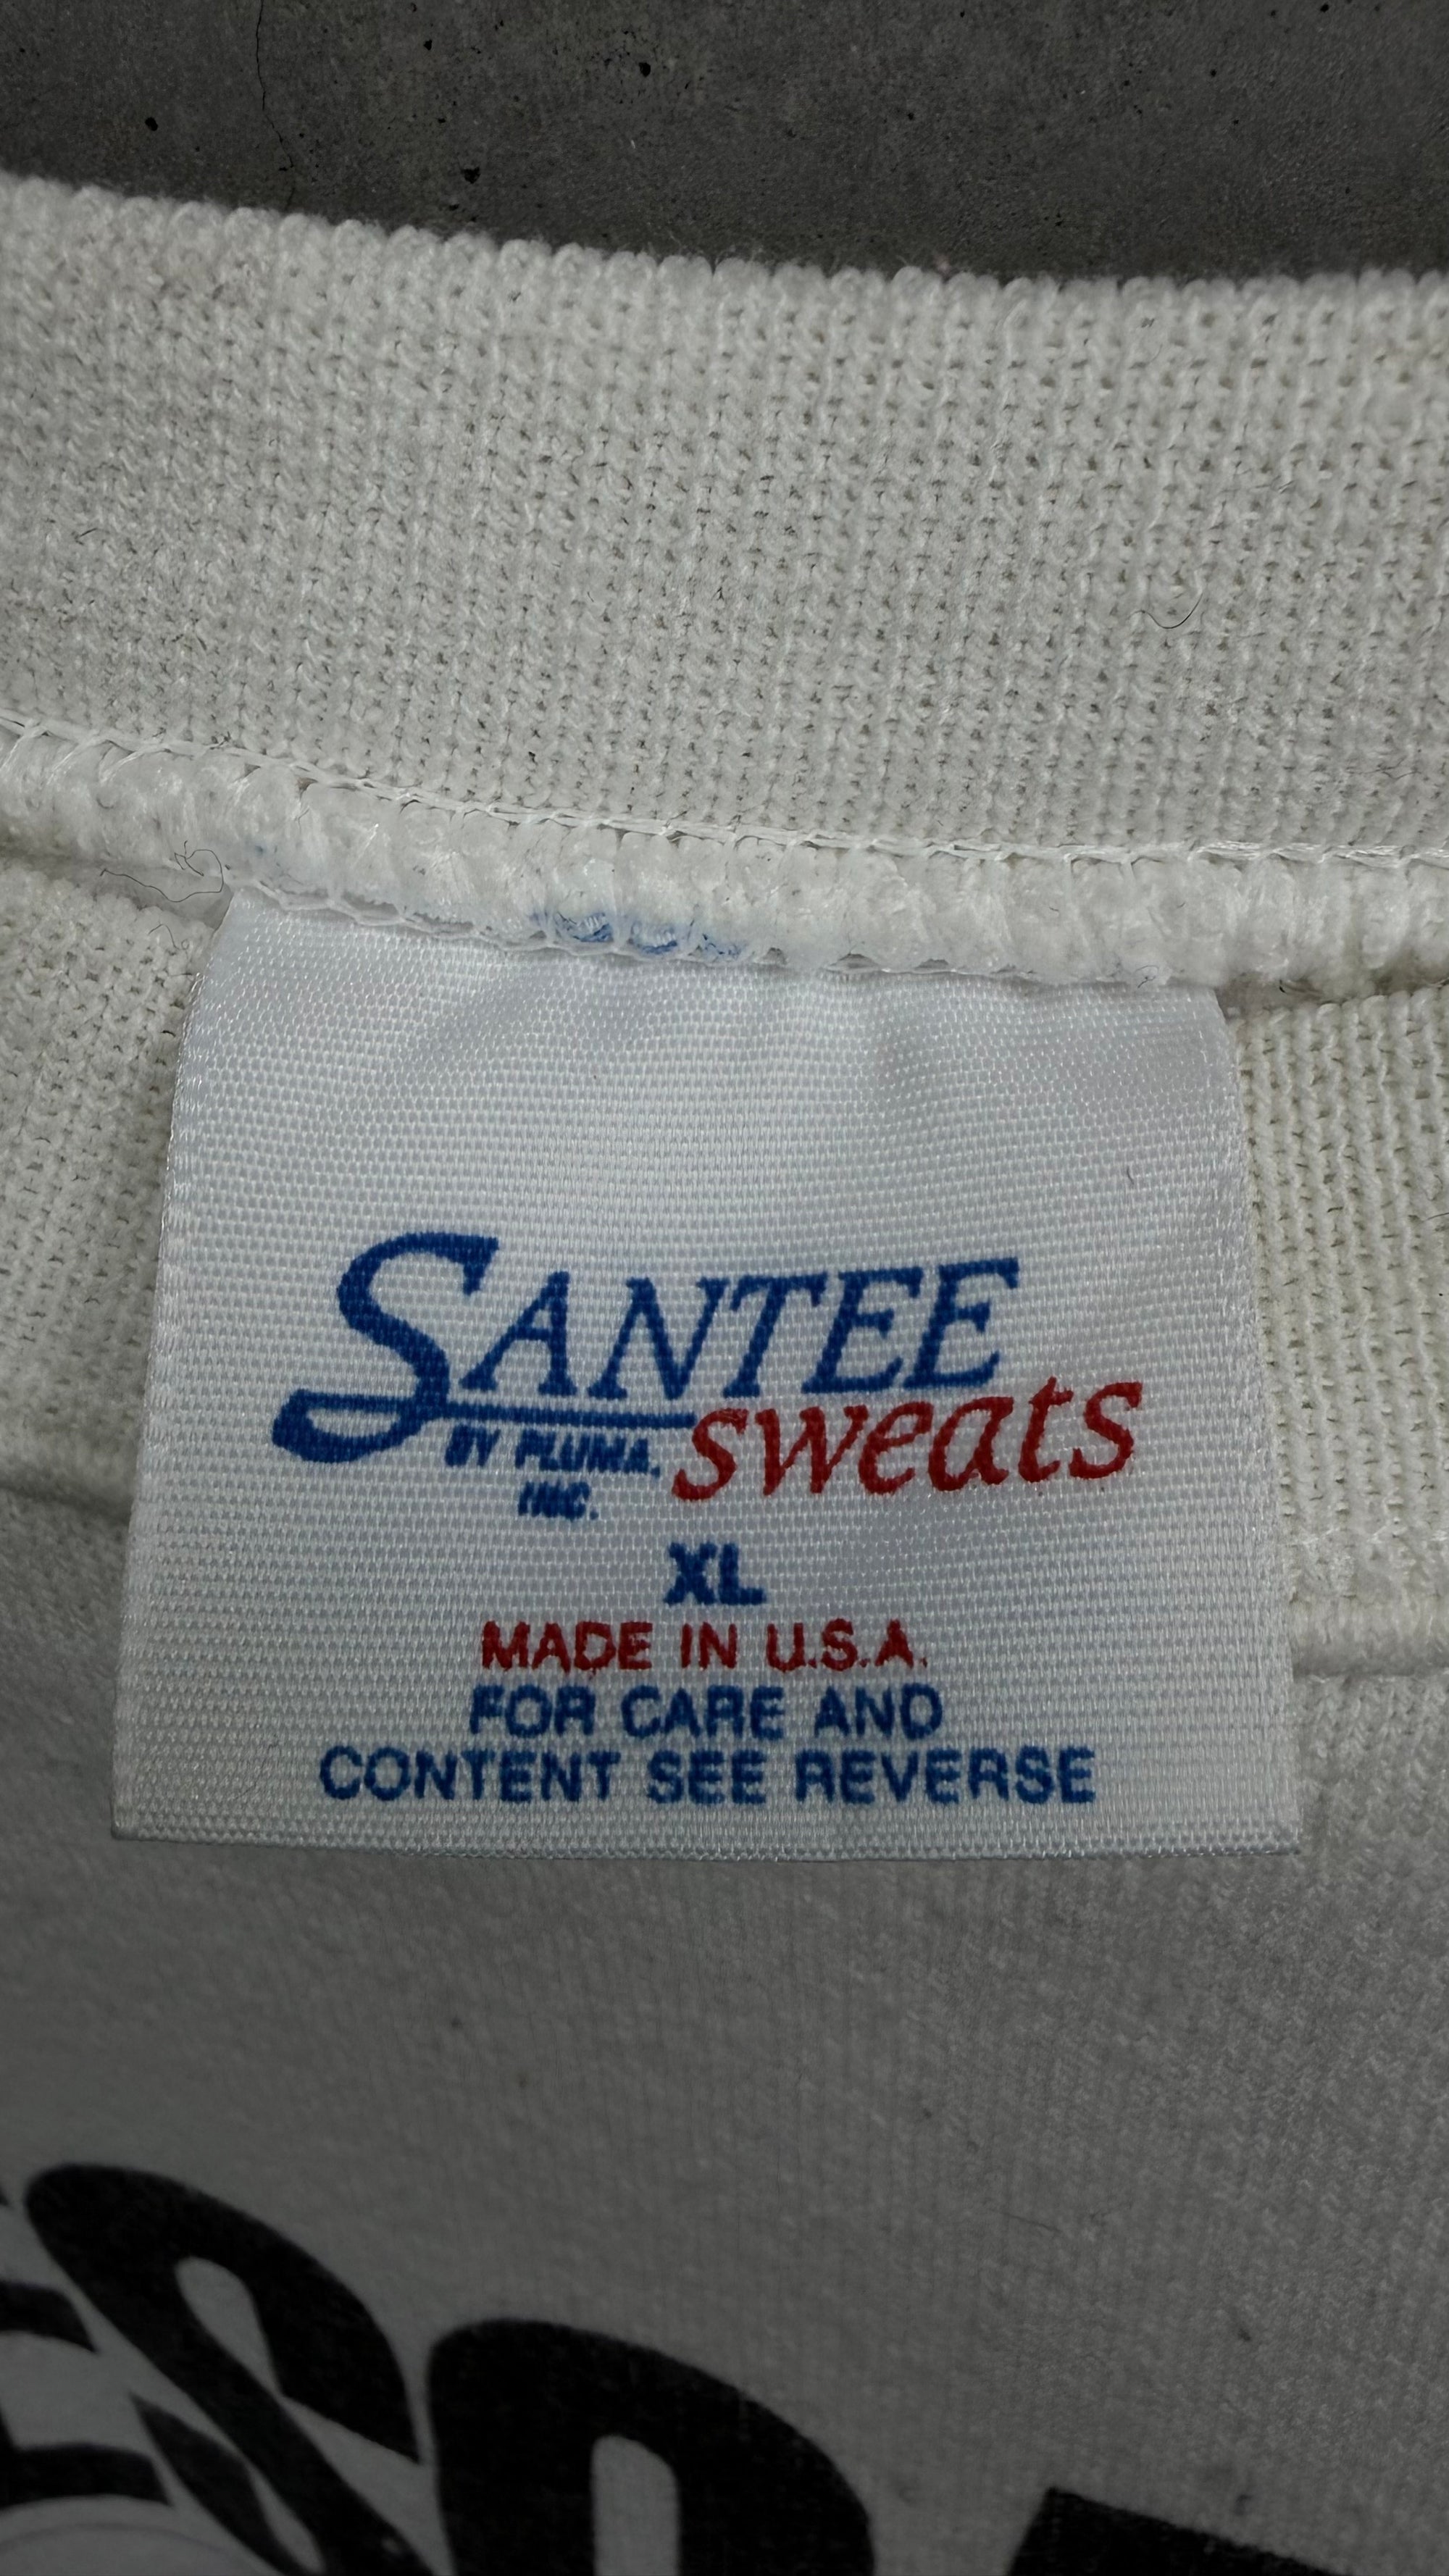 SANTEE
sweats
BY PLUMA,
INC.
XL
MADE IN U.S.A.
FOR CARE AND
CONTENT SEE REVERSE